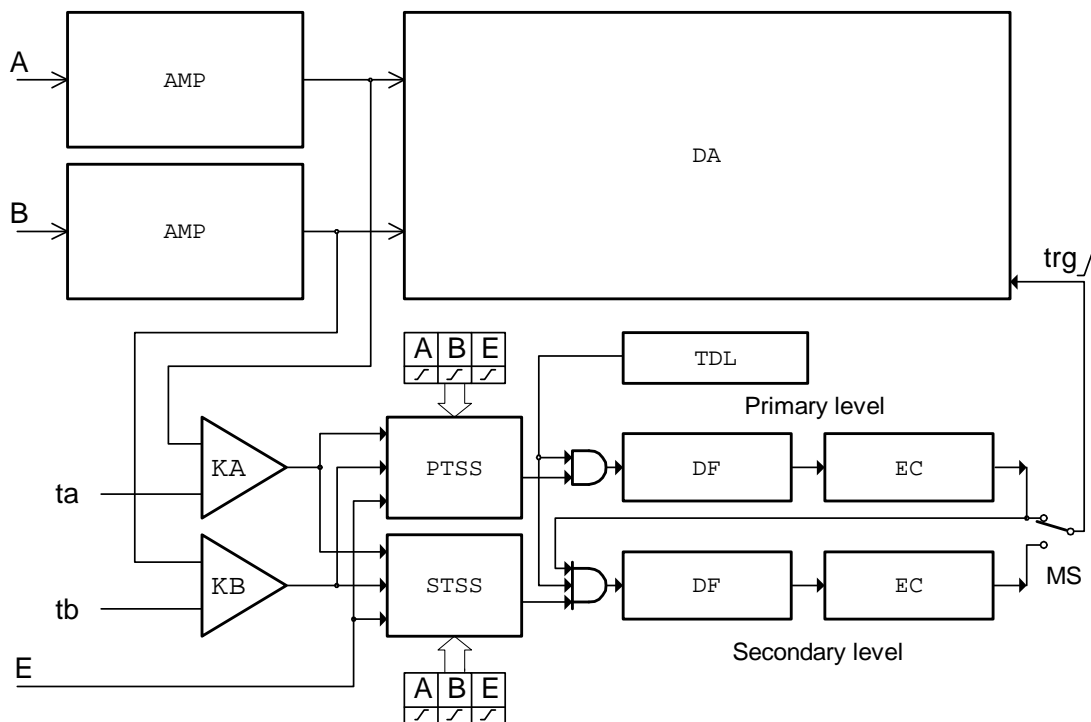 A
AMP
DA
B
AMP
trg
A B E
TDL
Primary level
KA
PTSS
DF
EC
ta
KB
STSS
DF
EC
MS
tb
Secondary level
E
A B E